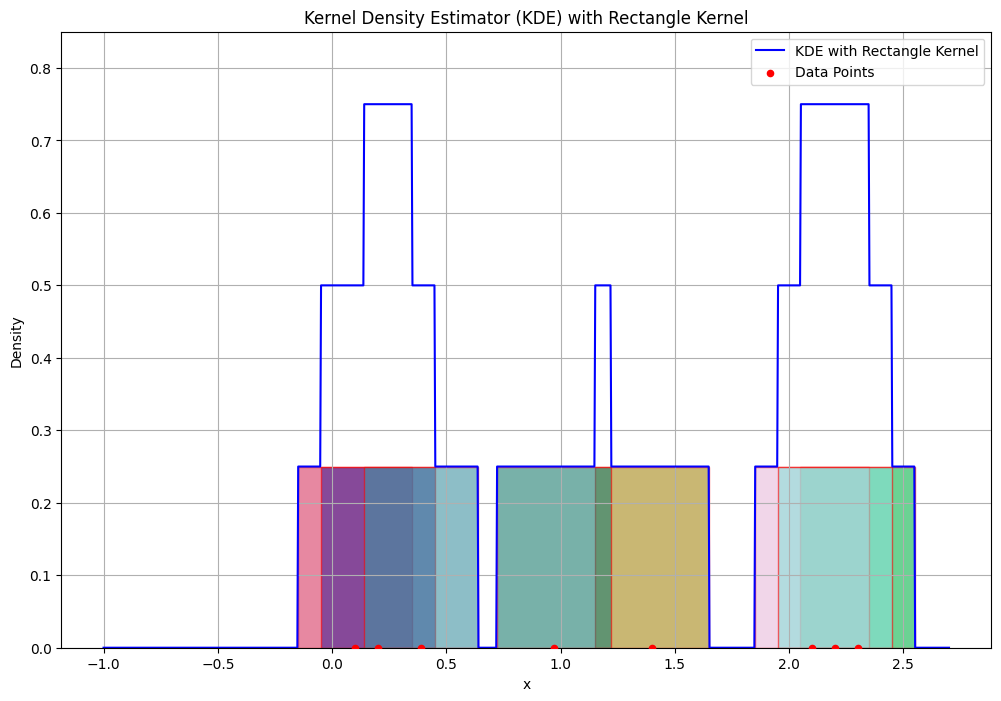 Kernel Density Estimator (KDE) with Rectangle Kernel
KDE with Rectangle Kernel
Data Points
Density
0.8
0.7
0.6
0.5
0.4
0.3
0.2
0.1
0.0
−1.0 −0.5 0.0 0.5 1.0 1.5 2.0 2.5
x